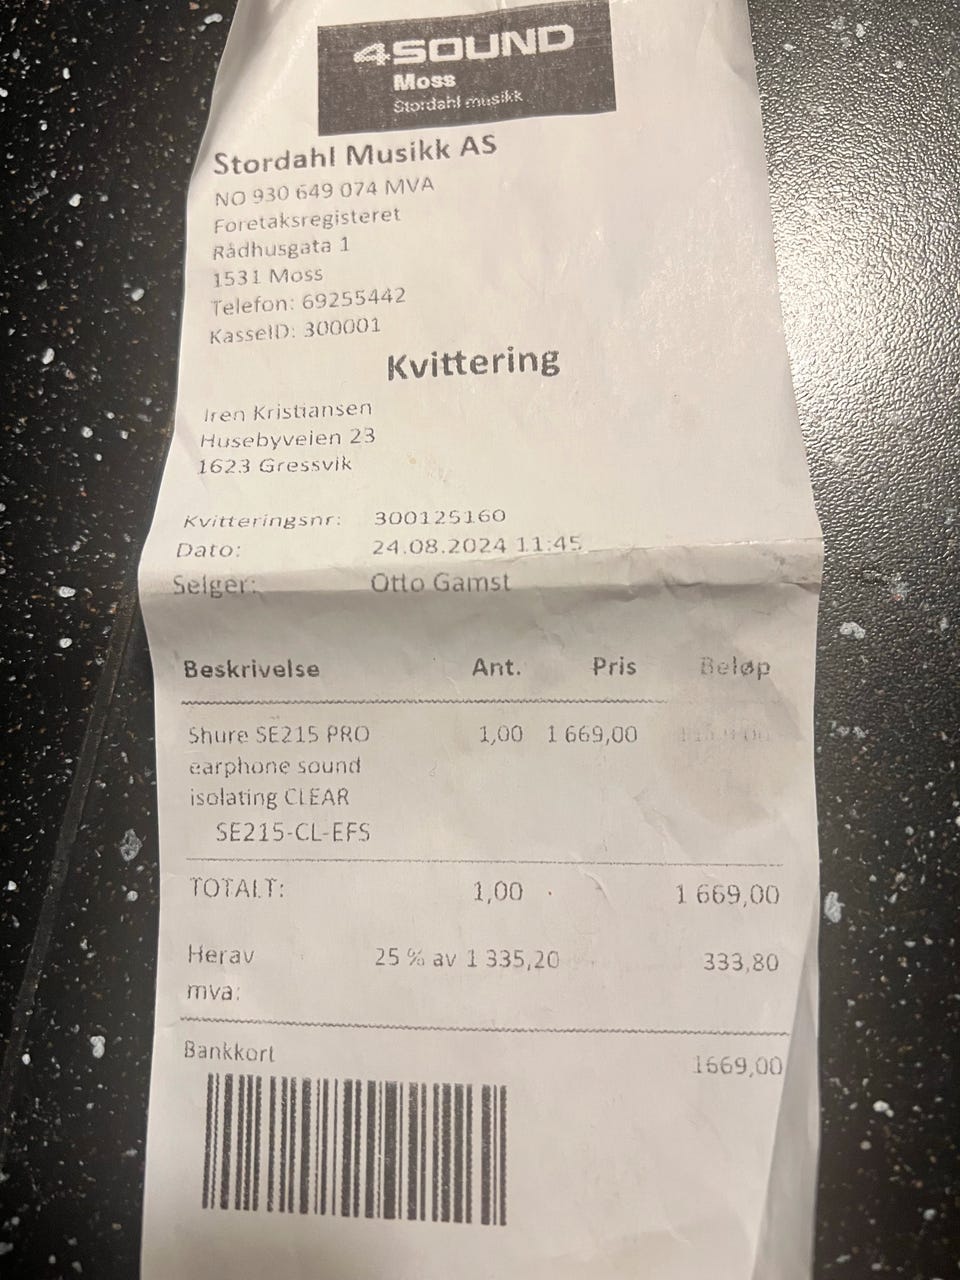 4SOUND
Moss
Stordahl musikk
Stordahl Musikk AS
NO 930 649 074 MVA
Foretaksregisteret
Rådhusgata 1
1531 Moss
Telefon: 69255442
KasseID: 300001
Kvittering
Iren Kristiansen
Husebyveien 23
1623 Gressvik
Kvitteringsnr: 300125160
Dato: 24.08.2024 11:45
Selger: Otto Gamst
Beskrivelse Ant. Pris Beløp
Shure SE215 PRO 1,00 1 669,00
earphone sound
isolating CLEAR
SE215-CL-EFS
TOTALT: 1,00 1 669,00
Herav 25 % av 1 335,20 333,80
mva:
Bankkort 1669,00